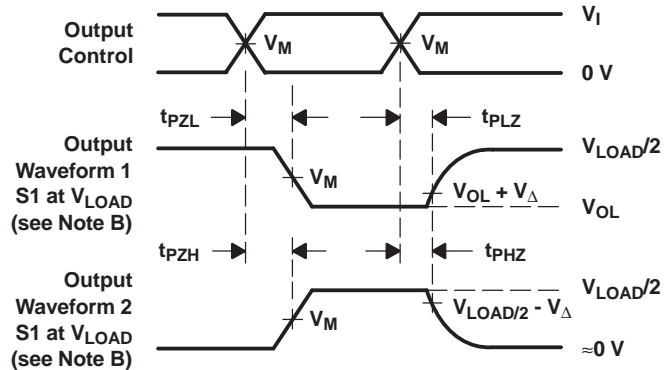 Output
Control
V_M
V_M
V_I
0 V
t_PZL
t_PLZ
Output
Waveform 1
S1 at V_LOAD
(see Note B)
V_M
V_LOAD/2
V_OL + V_Δ
V_OL
t_PZH
t_PHZ
Output
Waveform 2
S1 at V_LOAD
(see Note B)
V_M
V_LOAD/2
V_LOAD/2 - V_Δ
≈0 V